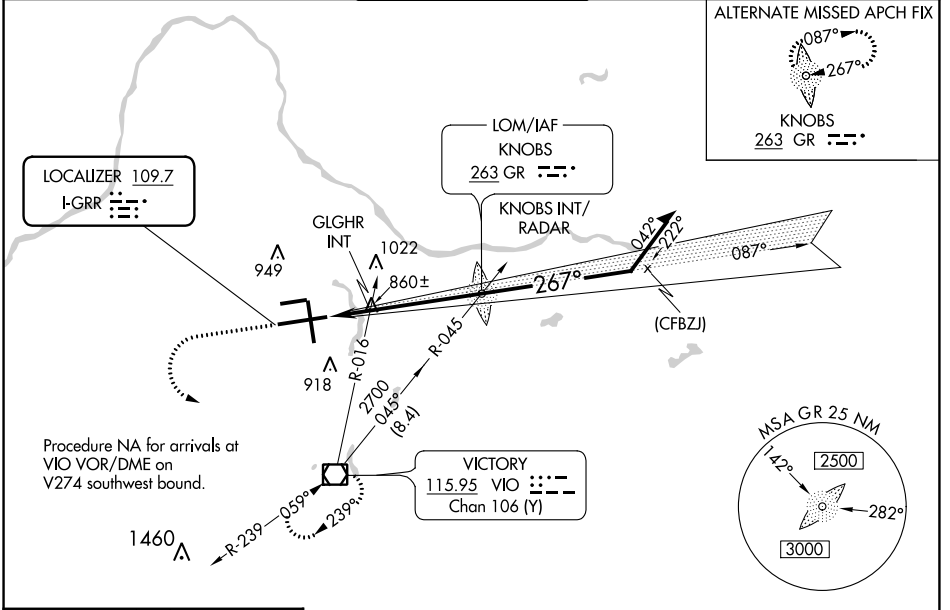 ALTERNATE MISSED APCH FIX
087°
267°
KNOBS
263 GR
LOM/IAF
KNOBS
263 GR
KNOBS INT/
RADAR
LOCALIZER 109.7
I-GRR
GLGHR
INT
1022
949
860±
042°
222°
087°
267°
(CFBZJ)
R-016
R-045
918
2700
045°
(8.4)
MSA GR 25 NM
142°
2500
282°
3000
Procedure NA for arrivals at
VIO VOR/DME on
V274 southwest bound.
VICTORY
115.95 VIO
Chan 106 (Y)
R-239
059°
239°
1460